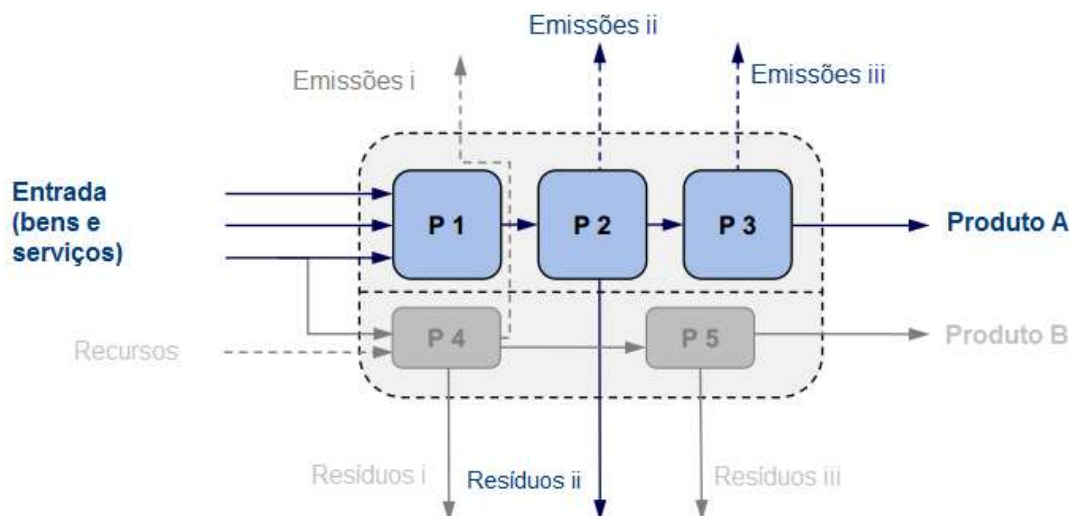 Emissões ii
Emissões i
Emissões iii
Entrada
(bens e
serviços)
P 1
P 2
P 3
Produto A
Recursos
P 4
P 5
Produto B
Resíduos i
Resíduos ii
Resíduos iii